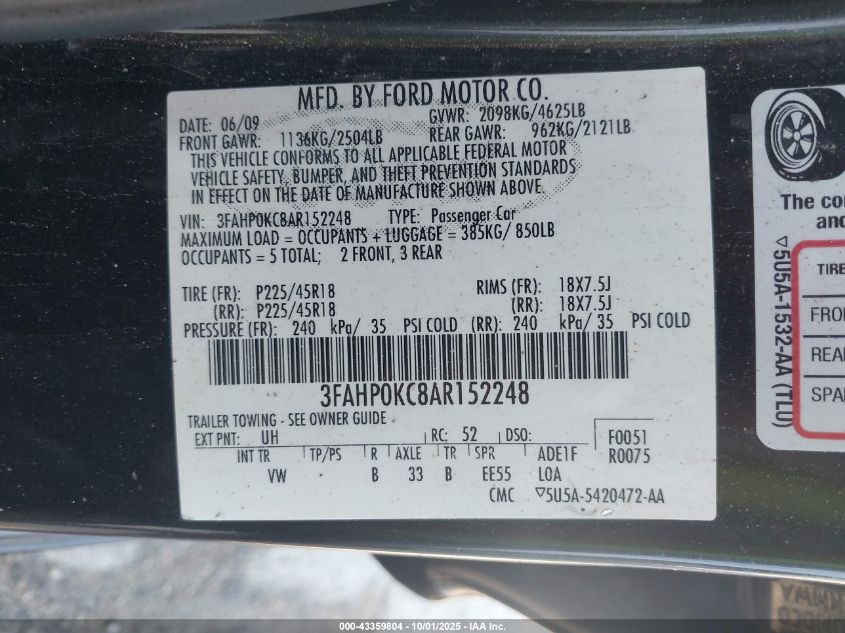 MFD. BY FORD MOTOR CO.
DATE: 06/09 GVWR: 2098KG/4625LB
FRONT GAWR: 1136KG/2504LB REAR GAWR: 962KG/2121LB
THIS VEHICLE CONFORMS TO ALL APPLICABLE FEDERAL MOTOR
VEHICLE SAFETY, BUMPER, AND THEFT PREVENTION STANDARDS
IN EFFECT ON THE DATE OF MANUFACTURE SHOWN ABOVE.
VIN: 3FAHP0KC8AR152248 TYPE: Passenger Car
MAXIMUM LOAD = OCCUPANTS + LUGGAGE = 385KG/ 850LB
OCCUPANTS = 5 TOTAL; 2 FRONT, 3 REAR
TIRE (FR): P225/45R18 RIMS (FR): 18X7.5J
(RR): P225/45R18 (RR): 18X7.5J
PRESSURE (FR): 240 kPa/ 35 PSI COLD (RR): 240 kPa/ 35 PSI COLD
3FAHP0KC8AR152248
TRAILER TOWING - SEE OWNER GUIDE
EXT PNT: UH RC: 52 DSO: F0051
INT TR TP/PS R AXLE TR SPR ADE1F R0075
VW B 33 B EE55 LOA
CMC ▽5U5A-5420472-AA
The co
and
TIRE
FRO
REA
SPA
▽5U5A-1532-AA (TLU)
000-43359804 - 10/01/2025 - IAA Inc.